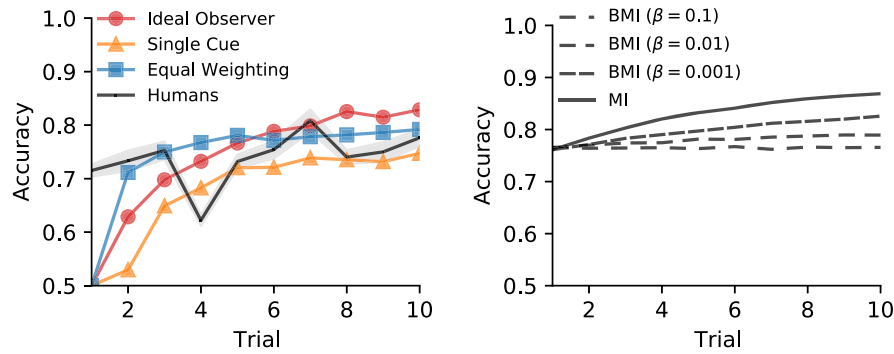 Ideal Observer
Single Cue
Equal Weighting
Humans
1.0
0.9
0.8
0.7
0.6
0.5
Accuracy
2
4
6
8
10
Trial
BMI (β = 0.1)
BMI (β = 0.01)
BMI (β = 0.001)
MI
1.0
0.9
0.8
0.7
0.6
0.5
Accuracy
2
4
6
8
10
Trial